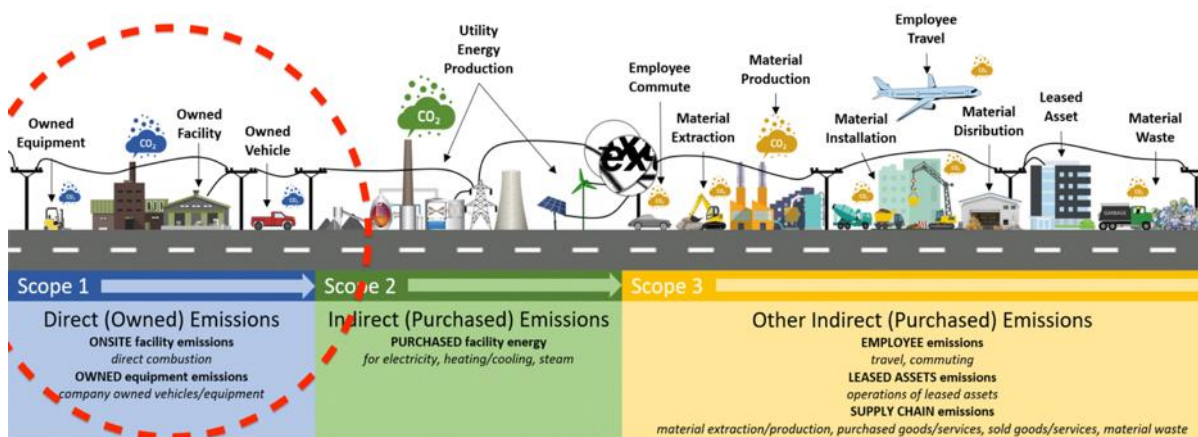 Owned
Equipment
CO₂
Owned
Facility
Owned
Vehicle
CO₂
Utility
Energy
Production
Employee
Commute
Material
Extraction
Material
Production
CO₂
Employee
Travel
Material
Installation
Material
Disribution
Leased
Asset
Material
Waste
GARBAGE
Scope 1
Scope 2
Scope 3
Direct (Owned) Emissions
ONSITE facility emissions
direct combustion
OWNED equipment emissions
company owned vehicles/equipment
Indirect (Purchased) Emissions
PURCHASED facility energy
for electricity, heating/cooling, steam
Other Indirect (Purchased) Emissions
EMPLOYEE emissions
travel, commuting
LEASED ASSETS emissions
operations of leased assets
SUPPLY CHAIN emissions
material extraction/production, purchased goods/services, sold goods/services, material waste